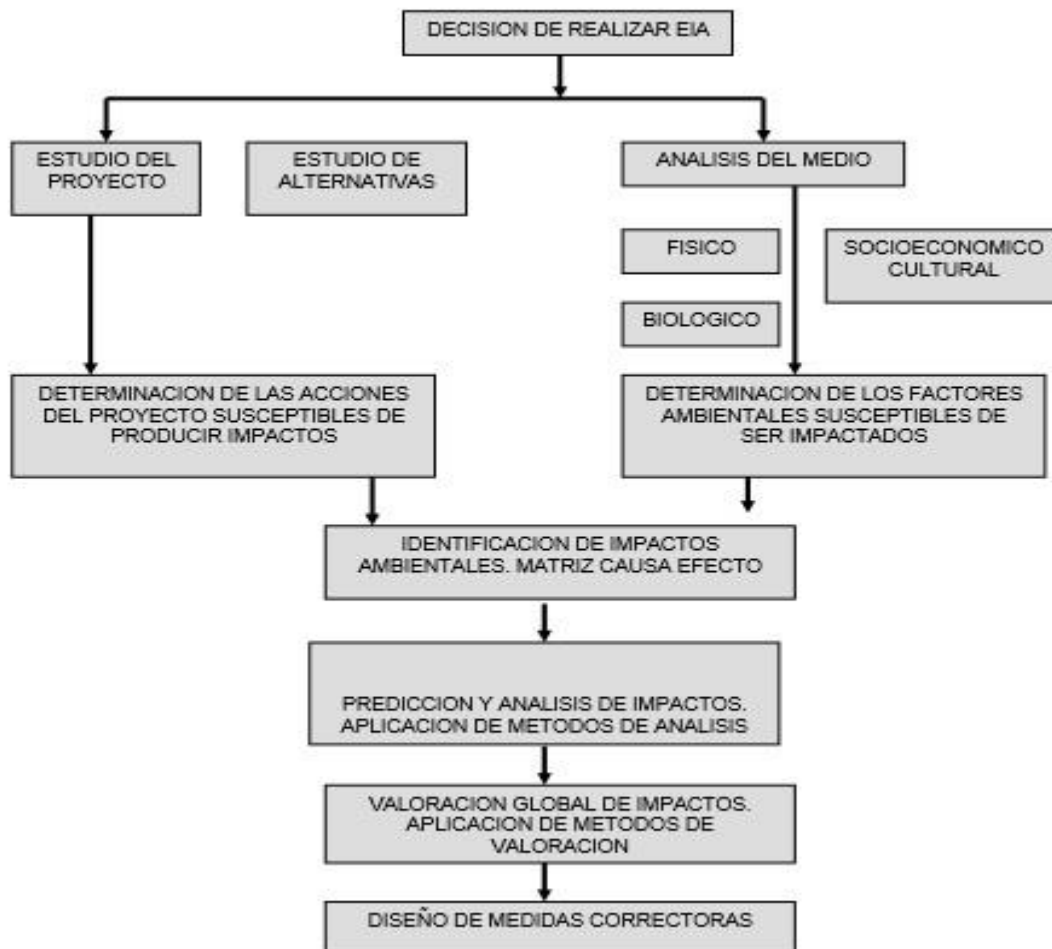 DECISION DE REALIZAR EIA
ESTUDIO DEL
PROYECTO
ESTUDIO DE
ALTERNATIVAS
ANALISIS DEL MEDIO
FISICO
SOCIOECONOMICO
CULTURAL
BIOLOGICO
DETERMINACION DE LAS ACCIONES
DEL PROYECTO SUSCEPTIBLES DE
PRODUCIR IMPACTOS
DETERMINACION DE LOS FACTORES
AMBIENTALES SUSCEPTIBLES DE
SER IMPACTADOS
IDENTIFICACION DE IMPACTOS
AMBIENTALES. MATRIZ CAUSA EFECTO
PREDICCION Y ANALISIS DE IMPACTOS.
APLICACION DE METODOS DE ANALISIS
VALORACION GLOBAL DE IMPACTOS.
APLICACION DE METODOS DE
VALORACION
DISEÑO DE MEDIDAS CORRECTORAS